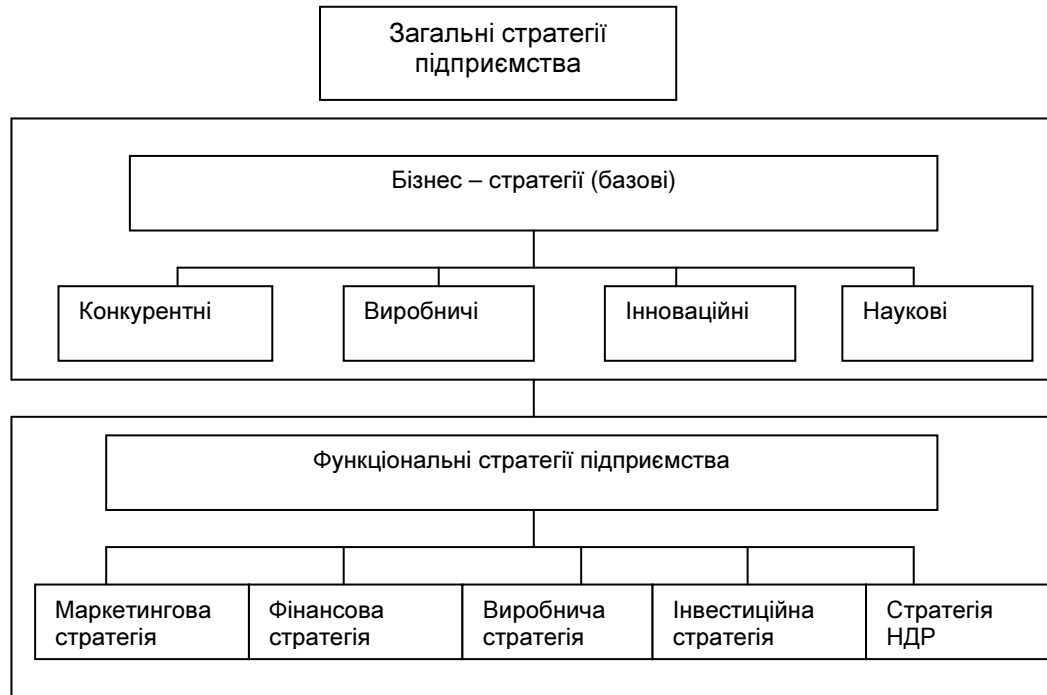 Загальні стратегії
підприємства
Бізнес – стратегії (базові)
Конкурентні
Виробничі
Інноваційні
Наукові
Функціональні стратегії підприємства
Маркетингова
стратегія
Фінансова
стратегія
Виробнича
стратегія
Інвестиційна
стратегія
Стратегія
НДР